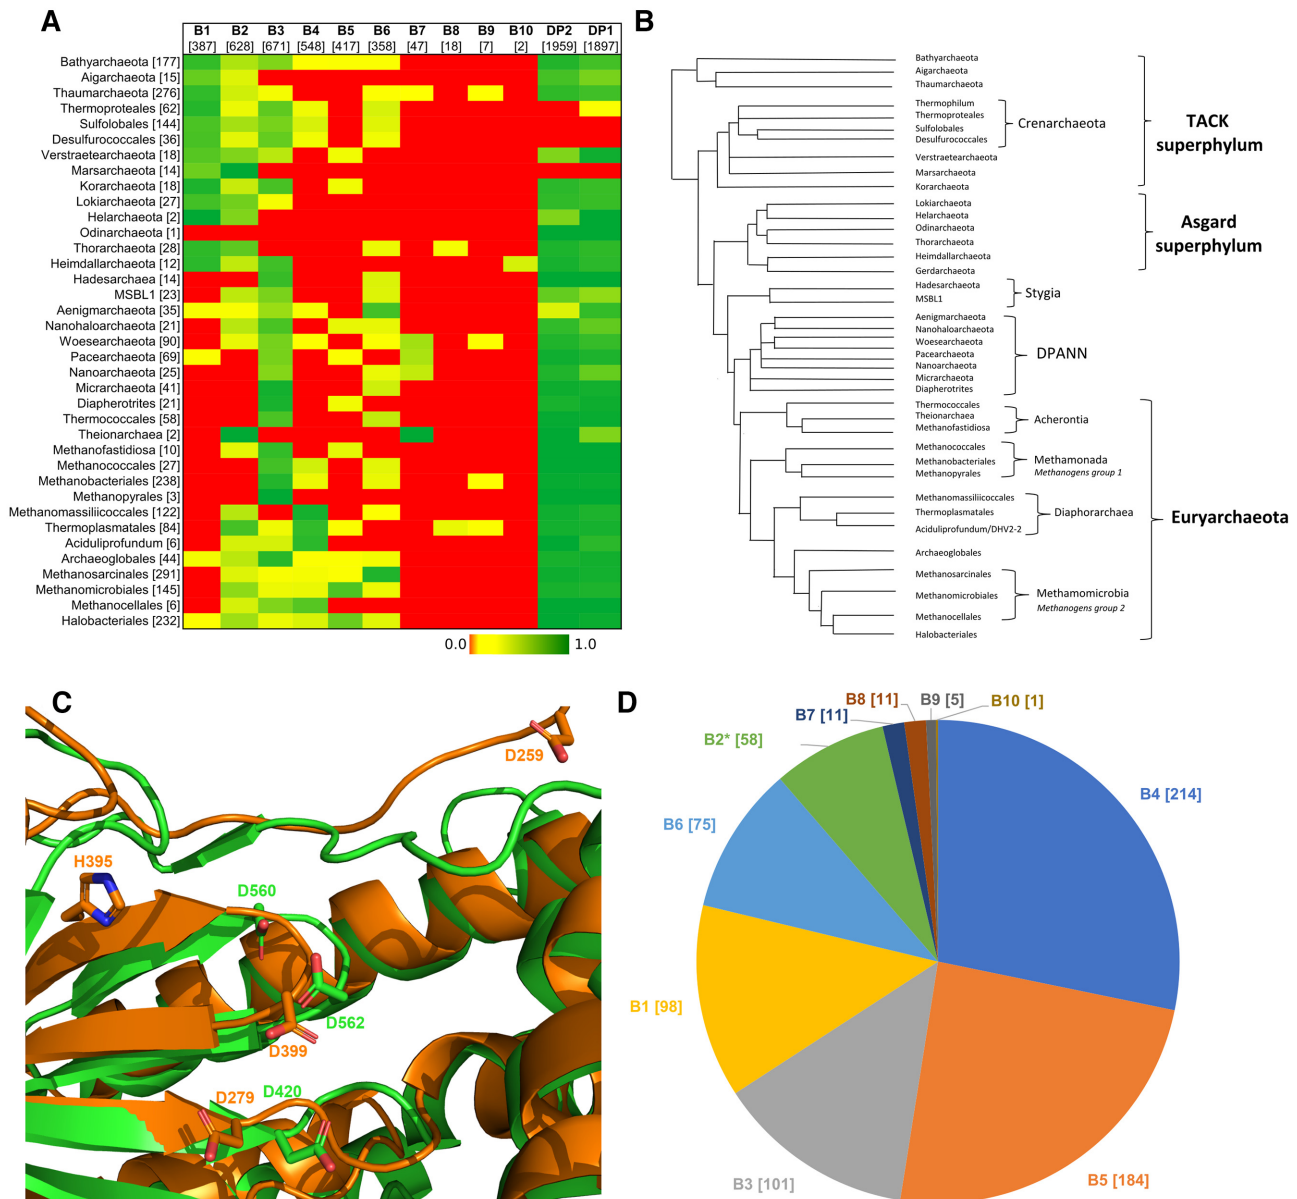 A
B1 B2 B3 B4 B5 B6 B7 B8 B9 B10 DP2 DP1
[387] [628] [671] [548] [417] [358] [47] [18] [7] [2] [1959] [1897]
Bathyarchaeota [177]
Aigarchaeota [15]
Thaumarchaeota [276]
Thermoproteales [62]
Sulfolobales [144]
Desulfurococcales [36]
Verstraetearchaeota [18]
Marsarchaeota [14]
Korarchaeota [18]
Lokiarchaeota [27]
Helarchaeota [2]
Odinarchaeota [1]
Thorarchaeota [28]
Heimdallarchaeota [12]
Hadesarchaea [14]
MSBL1 [23]
Aenigmarchaeota [35]
Nanohaloarchaeota [21]
Woesearchaeota [90]
Pacearchaeota [69]
Nanoarchaeota [25]
Micrarchaeota [41]
Diapherotrites [21]
Thermococcales [58]
Theionarchaea [2]
Methanofastidiosa [10]
Methanococcales [27]
Methanobacteriales [238]
Methanopyrales [3]
Methanomassiliicoccales [122]
Thermoplasmatales [84]
Aciduliprofundum [6]
Archaeoglobales [44]
Methanosarcinales [291]
Methanomicrobiales [145]
Methanocellales [6]
Halobacteriales [232]
0.0 1.0
B
Bathyarchaeota
Aigarchaeota
Thaumarchaeota
Thermophilum
Thermoproteales
Sulfolobales
Desulfurococcales
Verstraetearchaeota
Marsarchaeota
Korarchaeota
Crenarchaeota
TACK
superphylum
Lokiarchaeota
Helarchaeota
Odinarchaeota
Thorarchaeota
Heimdallarchaeota
Gerdarchaeota
Asgard
superphylum
Hadesarchaeota
MSBL1
Stygia
Aenigmarchaeota
Nanohaloarchaeota
Woesearchaeota
Pacearchaeota
Nanoarchaeota
Micrarchaeota
Diapherotrites
DPANN
Thermococcales
Theionarchaea
Methanofastidiosa
Acherontia
Methanococcales
Methanobacteriales
Methanopyrales
Methamonada
Methanogens group 1
Methanomassiliicoccales
Thermoplasmatales
Aciduliprofundum/DHV2-2
Diaphorarchaea
Euryarchaeota
Archaeoglobales
Methanosarcinales
Methanomicrobiales
Methanocellales
Halobacteriales
Methamomicrobia
Methanogens group 2
C
D259
H395
D560
D562
D399
D279
D420
D
B10 [1]
B9 [5]
B8 [11]
B7 [11]
B2* [58]
B6 [75]
B1 [98]
B3 [101]
B5 [184]
B4 [214]